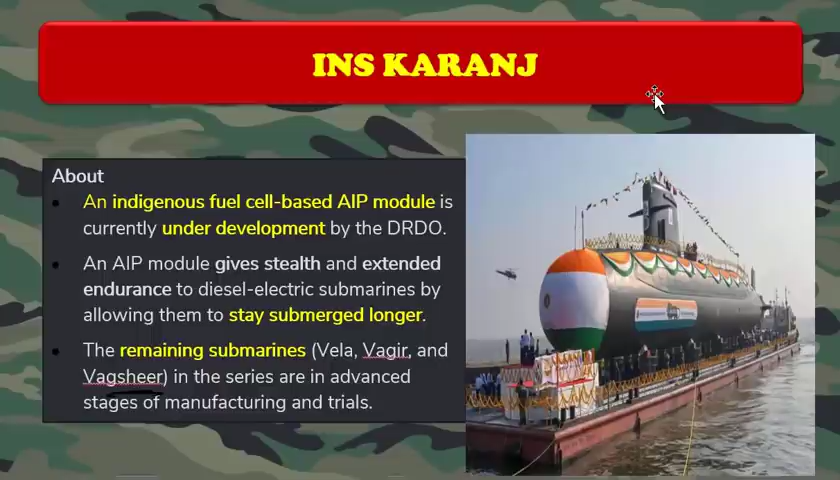 INS KARANJ
About
An indigenous fuel cell-based AIP module is
currently under development by the DRDO.
An AIP module gives stealth and extended
endurance to diesel-electric submarines by
allowing them to stay submerged longer.
The remaining submarines (Vela, Vagir, and
Vagsheer) in the series are in advanced
stages of manufacturing and trials.